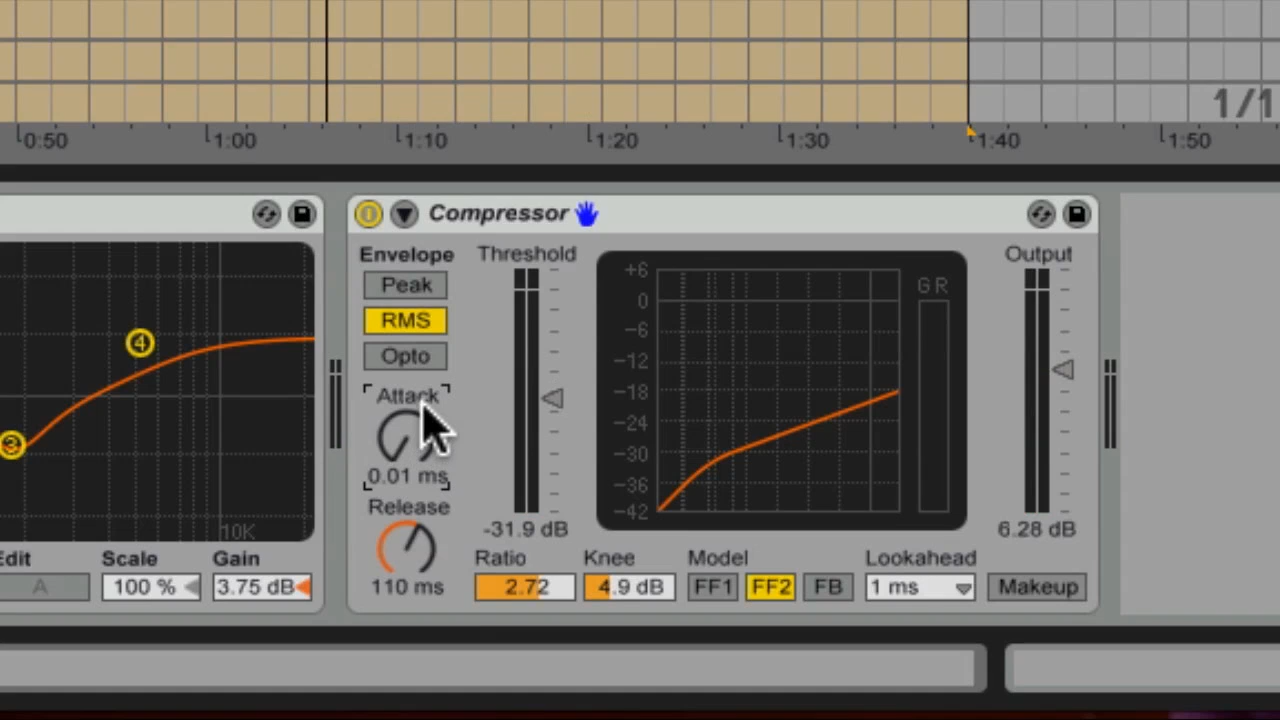 1/1
0:50 1:00 1:10 1:20 1:30 1:40 1:50
Compressor
Envelope Threshold Output
Peak
RMS
Opto
Attack
0.01 ms
Release
110 ms
-31.9 dB
+6
0
-6
-12
-18
-24
-30
-36
-42
GR
6.28 dB
4
3
10K
Edit Scale Gain
A 100 % 3.75 dB
Ratio Knee Model Lookahead
2.72 4.9 dB FF1 FF2 FB 1 ms Makeup